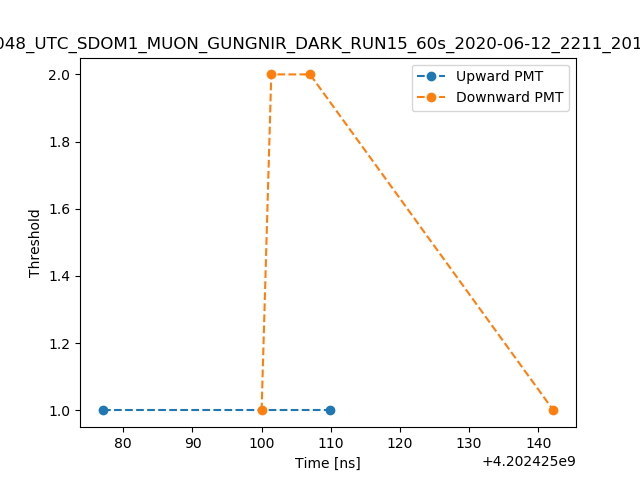 048_UTC_SDOM1_MUON_GUNGNIR_DARK_RUN15_60s_2020-06-12_2211_201
Upward PMT
Downward PMT
Threshold
2.0
1.8
1.6
1.4
1.2
1.0
80 90 100 110 120 130 140
Time [ns]
+4.202425e9